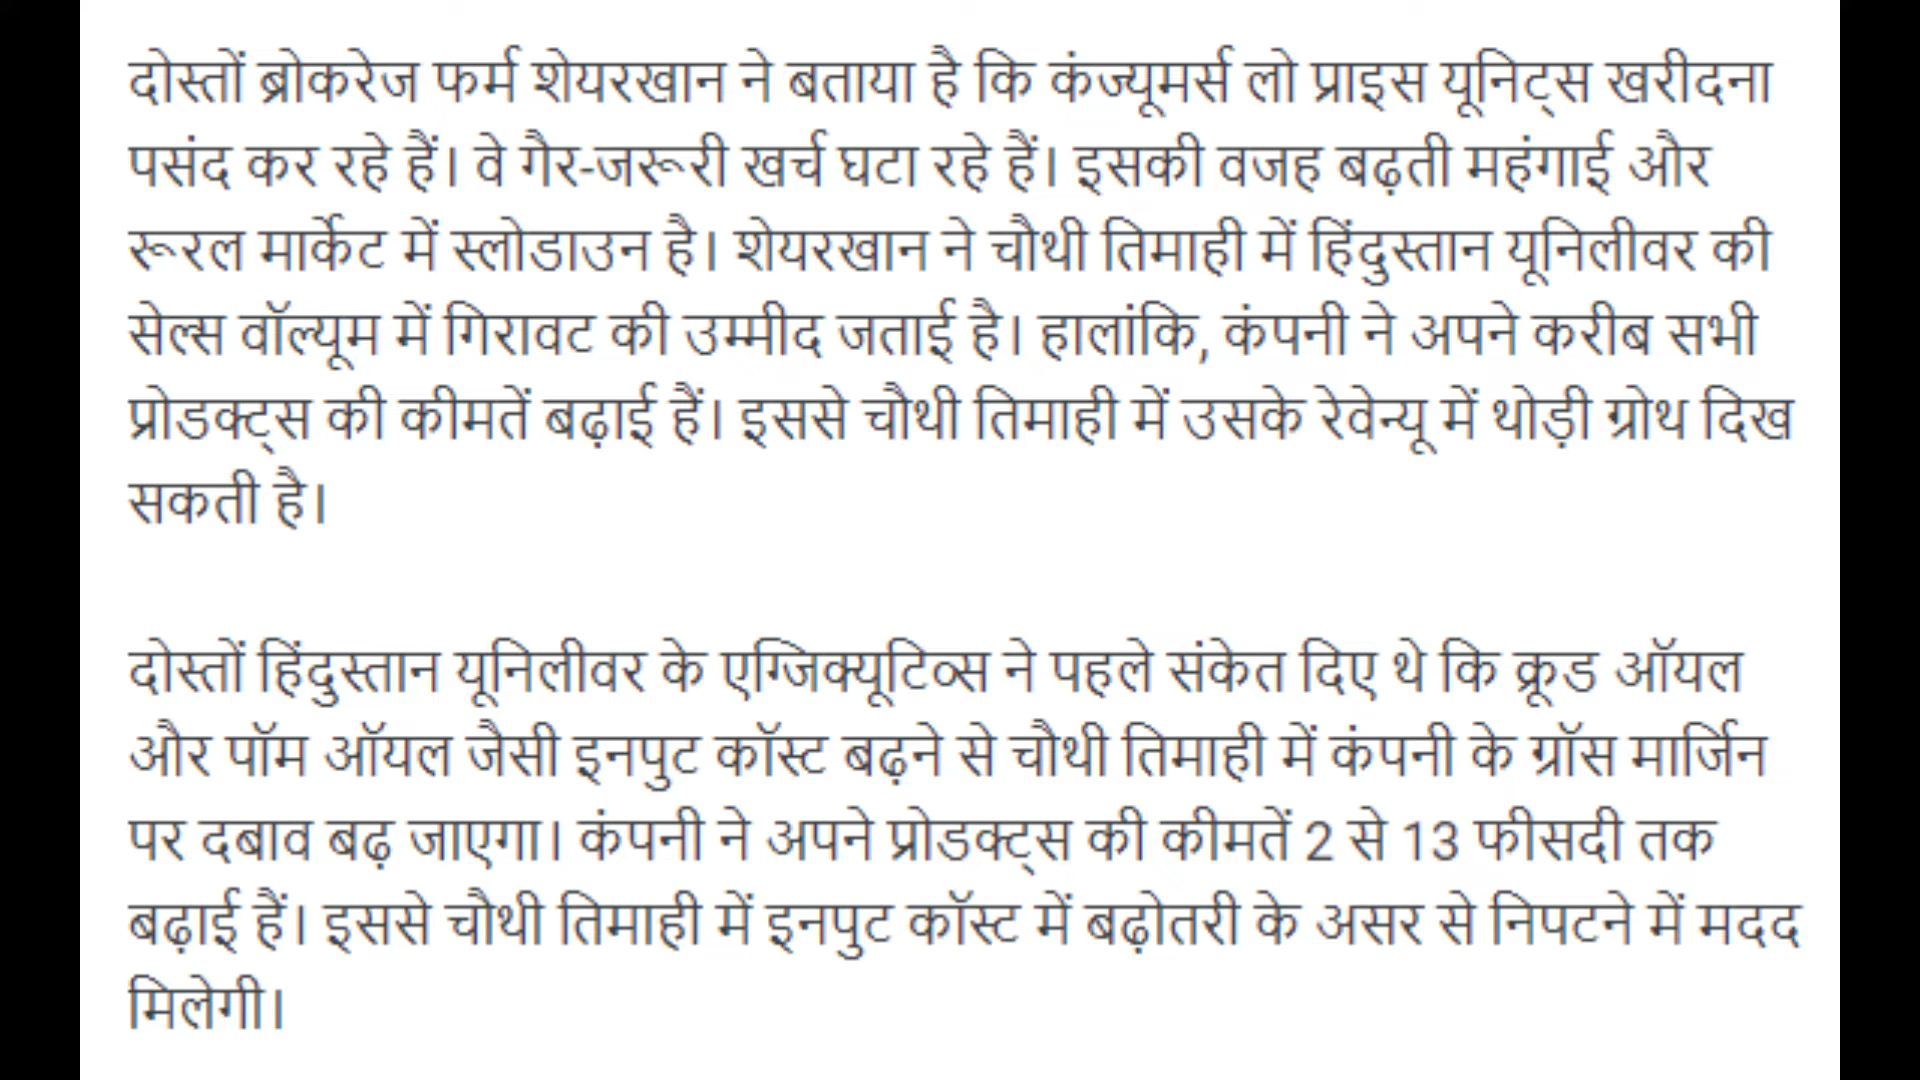 दोस्तों ब्रोकरेज फर्म शेयरखान ने बताया है कि कंज्यूमर्स लो प्राइस यूनिट्स खरीदना
पसंद कर रहे हैं। वे गैर-जरूरी खर्च घटा रहे हैं। इसकी वजह बढ़ती महंगाई और
रूरल मार्केट में स्लोडाउन है। शेयरखान ने चौथी तिमाही में हिंदुस्तान यूनिलीवर की
सेल्स वॉल्यूम में गिरावट की उम्मीद जताई है। हालांकि, कंपनी ने अपने करीब सभी
प्रोडक्ट्स की कीमतें बढ़ाई हैं। इससे चौथी तिमाही में उसके रेवेन्यू में थोड़ी ग्रोथ दिख
सकती है।
दोस्तों हिंदुस्तान यूनिलीवर के एग्जिक्यूटिव्स ने पहले संकेत दिए थे कि क्रूड ऑयल
और पॉम ऑयल जैसी इनपुट कॉस्ट बढ़ने से चौथी तिमाही में कंपनी के ग्रॉस मार्जिन
पर दबाव बढ़ जाएगा। कंपनी ने अपने प्रोडक्ट्स की कीमतें 2 से 13 फीसदी तक
बढ़ाई हैं। इससे चौथी तिमाही में इनपुट कॉस्ट में बढ़ोतरी के असर से निपटने में मदद
मिलेगी।